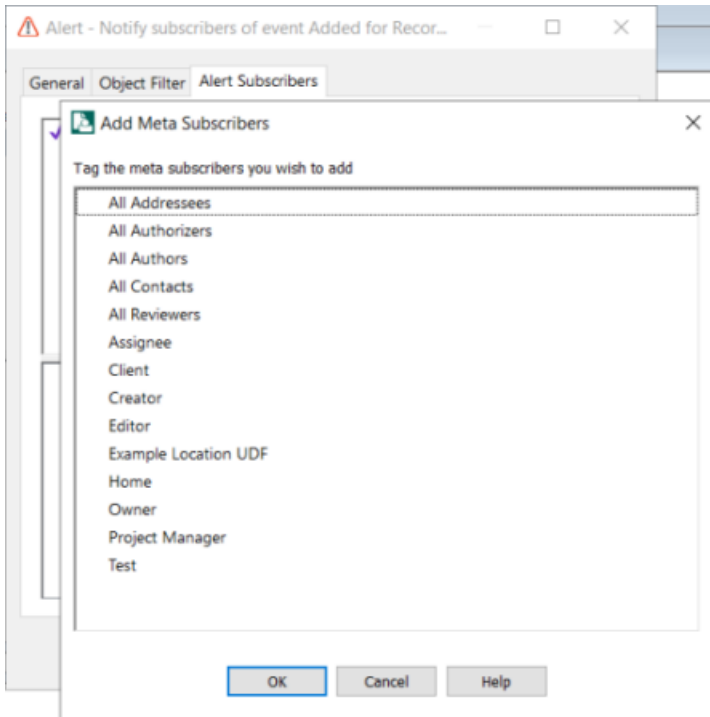 Alert - Notify subscribers of event Added for Recor...
General Object Filter Alert Subscribers
Add Meta Subscribers
Tag the meta subscribers you wish to add
All Addressees
All Authorizers
All Authors
All Contacts
All Reviewers
Assignee
Client
Creator
Editor
Example Location UDF
Home
Owner
Project Manager
Test
OK Cancel Help